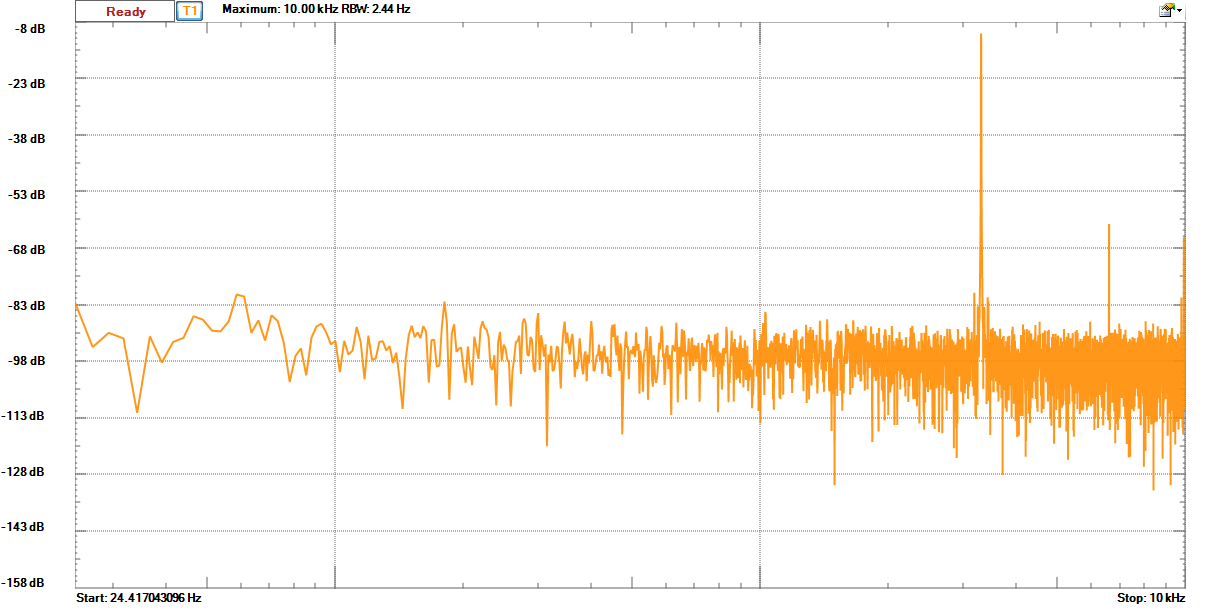 Ready T1 Maximum: 10.00 kHz RBW: 2.44 Hz
-8 dB
-23 dB
-38 dB
-53 dB
-68 dB
-83 dB
-98 dB
-113 dB
-128 dB
-143 dB
-158 dB
Start: 24.417043096 Hz Stop: 10 kHz